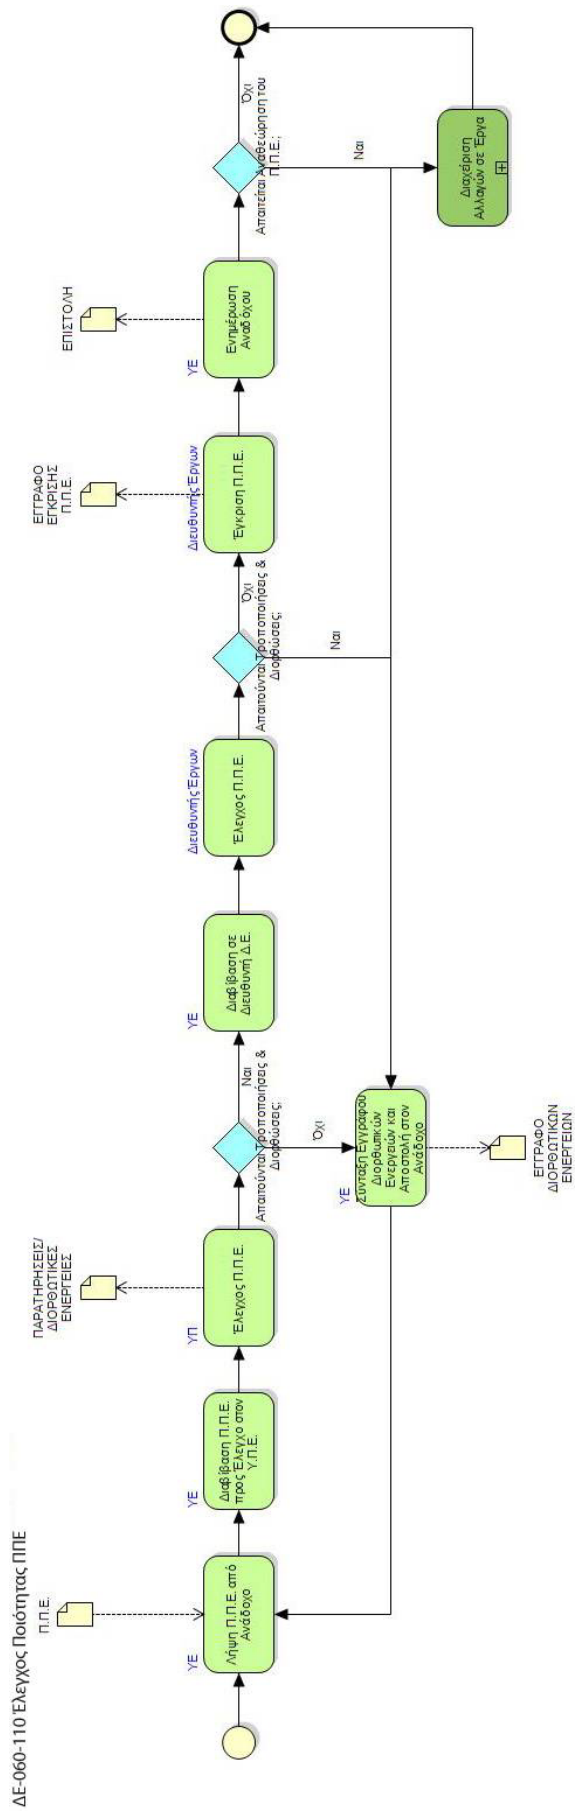 ΔΕ-060-110 Έλεγχος Ποιότητας ΠΠΕ
Π.Π.Ε.
ΥΕ
Λήψη Π.Π.Ε. από
Ανάδοχο
ΥΕ
Διαβίβαση Π.Π.Ε.
προς Έλεγχο στον
Υ.Π.Ε.
ΠΑΡΑΤΗΡΗΣΕΙΣ/
ΔΙΟΡΘΩΤΙΚΕΣ
ΕΝΕΡΓΕΙΕΣ
ΥΠ
Έλεγχος Π.Π.Ε.
Απαιτούνται Τροποποιήσεις &
Διορθώσεις;
Ναι
Όχι
ΥΕ
Σύνταξη Εγγράφου
Διορθωτικών
Ενεργειών και
Αποστολή στον
Ανάδοχο
ΕΓΓΡΑΦΟ
ΔΙΟΡΘΩΤΙΚΩΝ
ΕΝΕΡΓΕΙΩΝ
ΥΕ
Διαβίβαση σε
Διευθυντή Δ.Ε.
Διευθυντής Έργων
Έλεγχος Π.Π.Ε.
Απαιτούνται Τροποποιήσεις &
Διορθώσεις;
Όχι
Ναι
ΕΓΓΡΑΦΟ
ΕΓΚΡΙΣΗΣ
Π.Π.Ε.
Διευθυντής Έργων
Έγκριση Π.Π.Ε.
ΕΠΙΣΤΟΛΗ
ΥΕ
Ενημέρωση
Αναδόχου
Απαιτείται Αναθεώρηση του
Π.Π.Ε.;
Όχι
Ναι
Διαχείριση
Αλλαγών σε Έργα